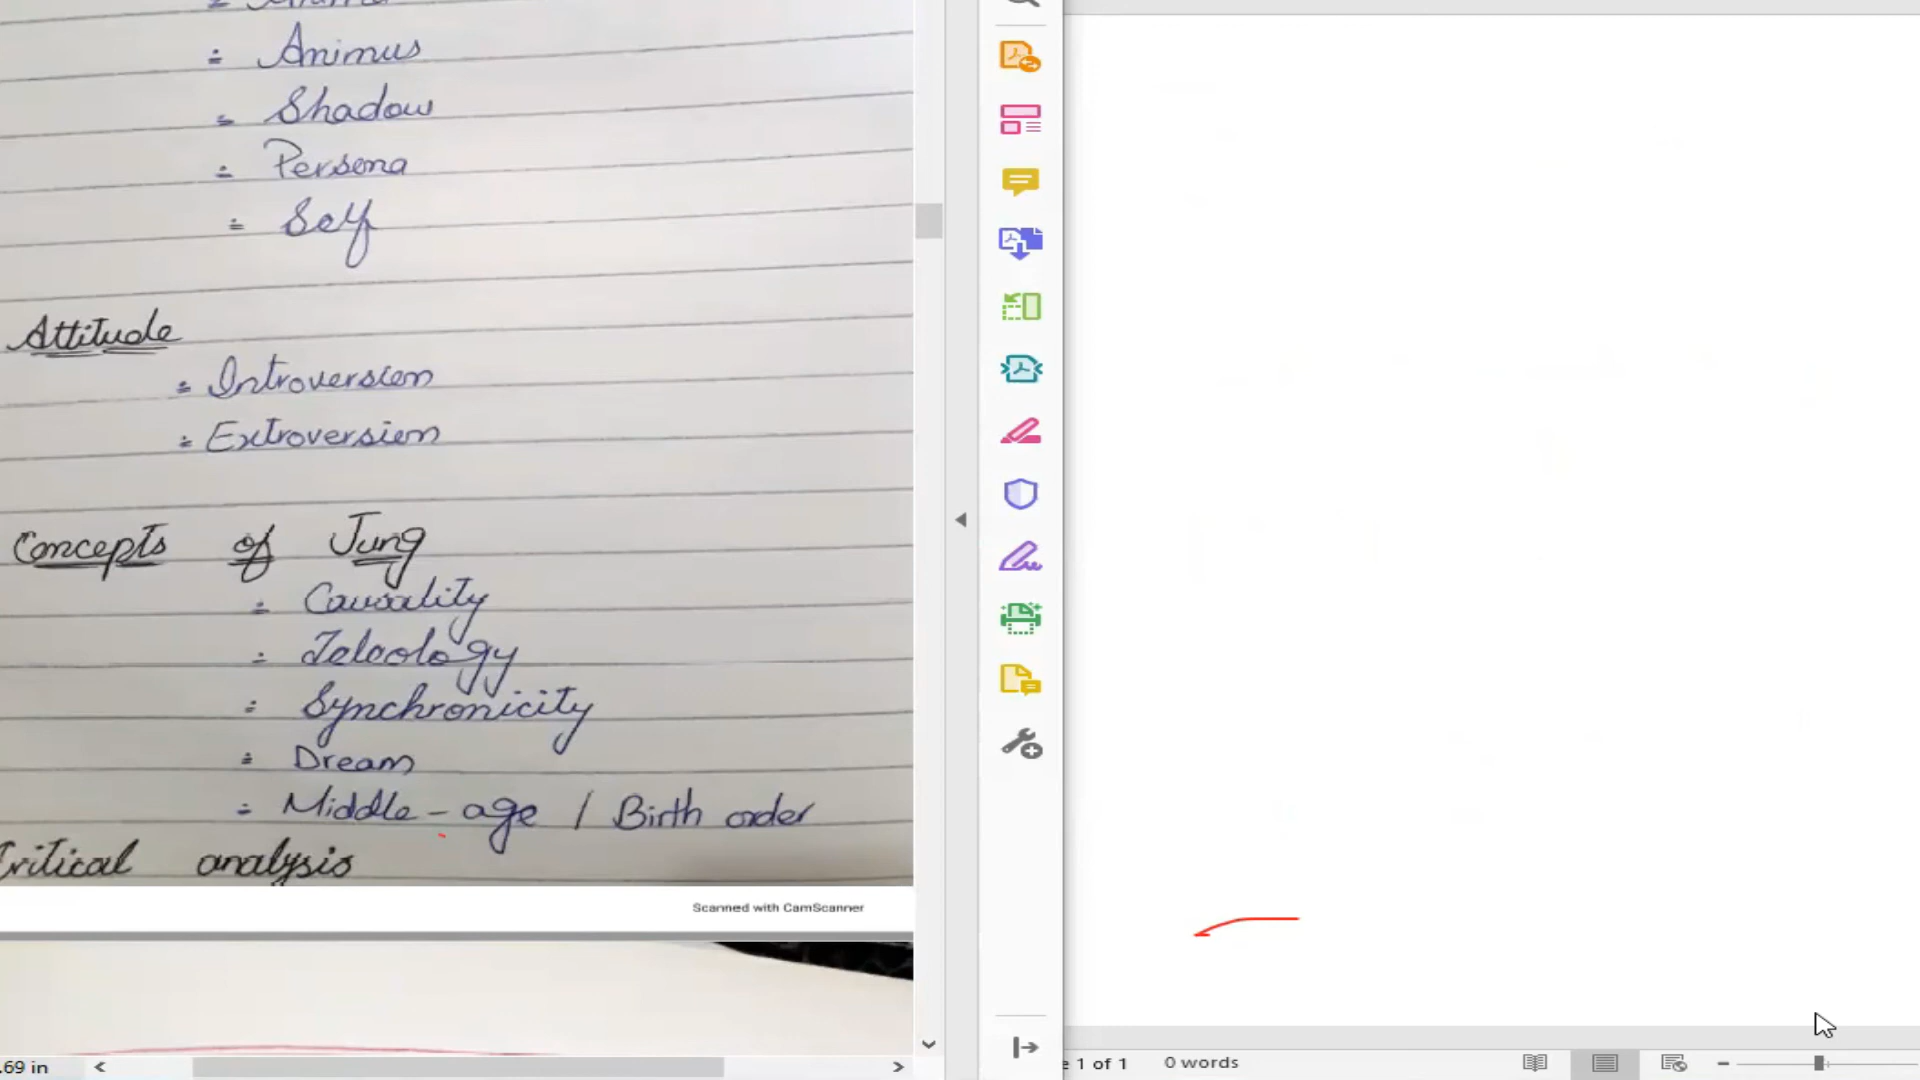 = Animus
= Shadow
= Persona
= Self
Attitude
= Introversion
= Extroversion
Concepts of Jung
= Causality
= Teleology
= Synchronicity
= Dream
= Middle - age / Birth order
Critical analysis
Scanned with CamScanner
.69 in
1 of 1
0 words